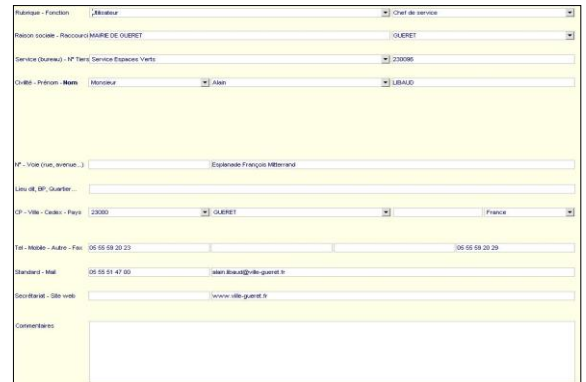 Rubrique - Fonction Utilisateur Chef de service
Raison sociale - Raccourci MAIRIE DE GUERET GUERET
Service (bureau) - N° Tiers Service Espaces Verts 230096
Civilité - Prénom - Nom Monsieur Alain LIBAUD
N° - Voie (rue, avenue...) Esplanade François Mitterrand
Lieu dit, BP, Quartier...
CP - Ville - Cedex - Pays 23000 GUERET France
Tel - Mobile - Autre - Fax 05 55 59 20 23 05 55 59 20 29
Standard - Mail 05 55 51 47 00 alain.libaud@ville-gueret.fr
Secrétariat - Site web www.ville-gueret.fr
Commentaires